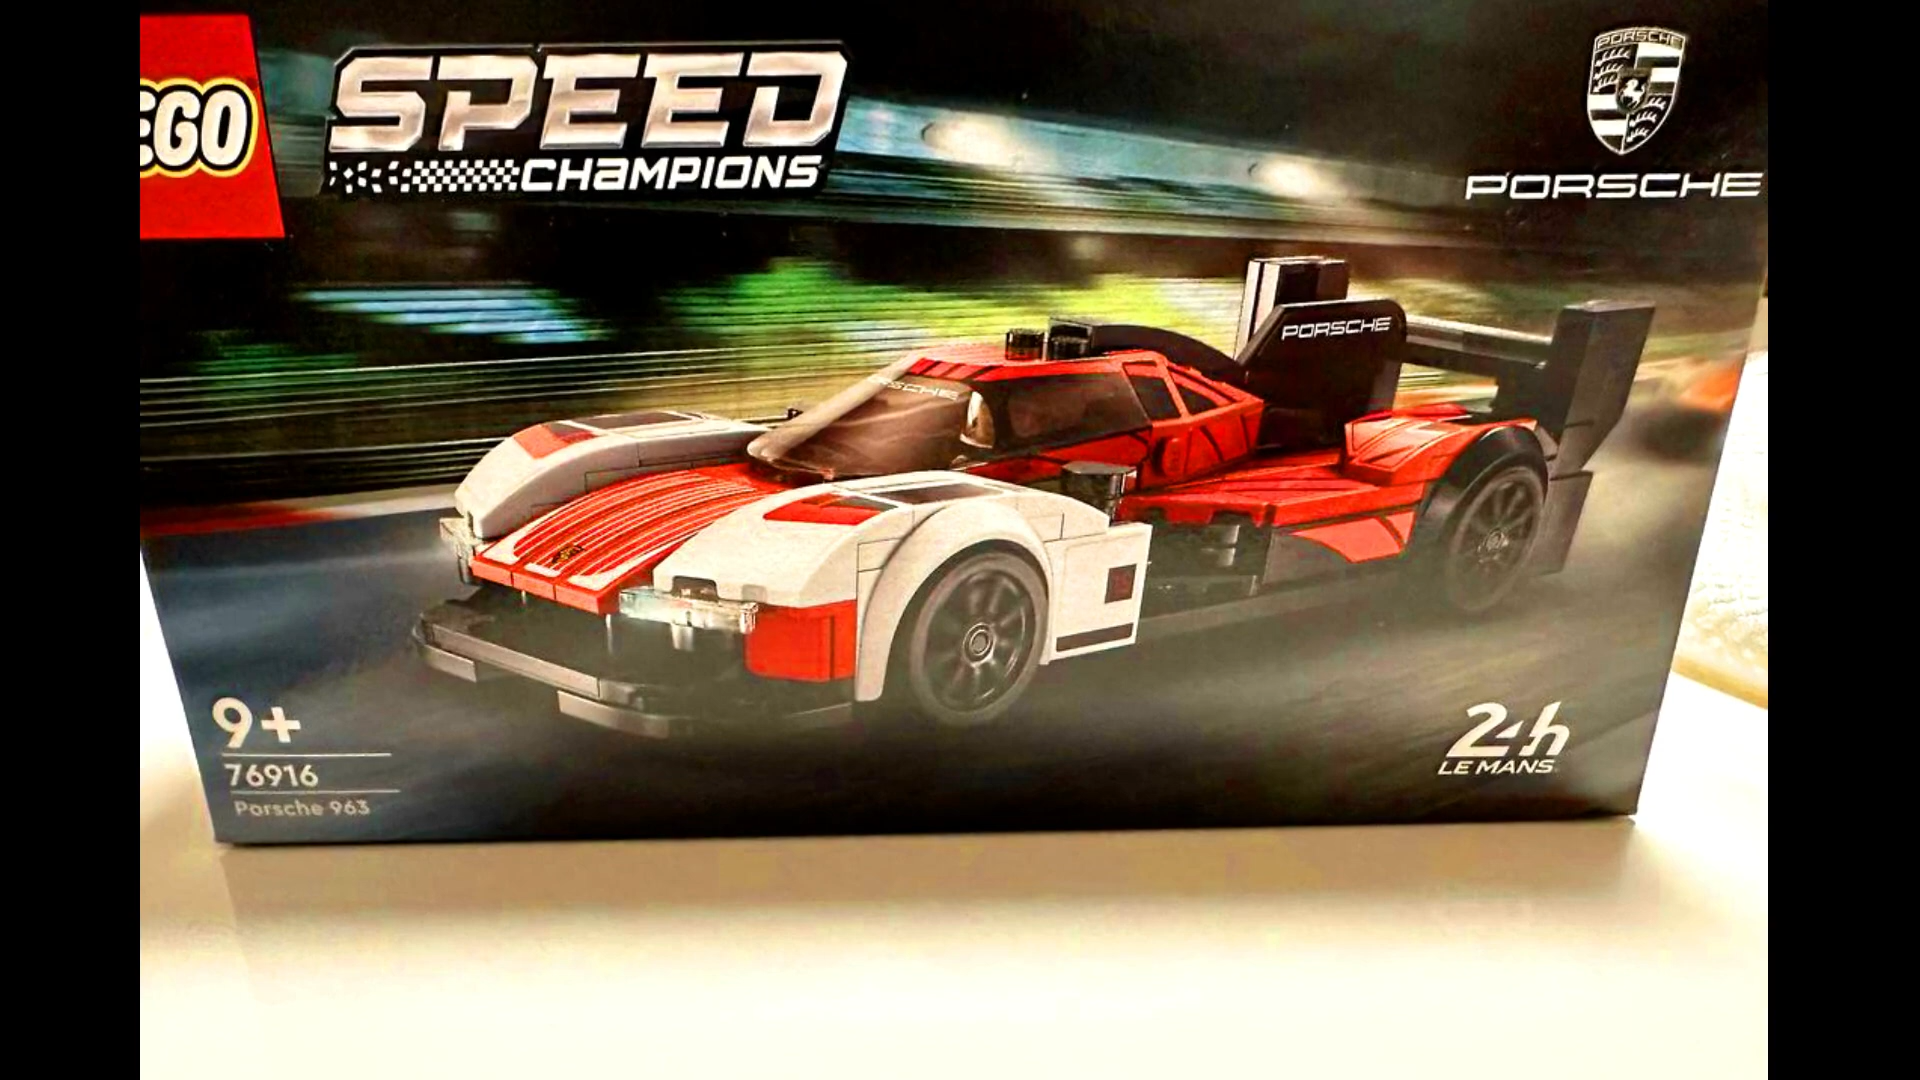 EGO
SPEED
CHAMPIONS
PORSCHE
PORSCHE
PORSCHE
9+
76916
Porsche 963
24h
LE MANS